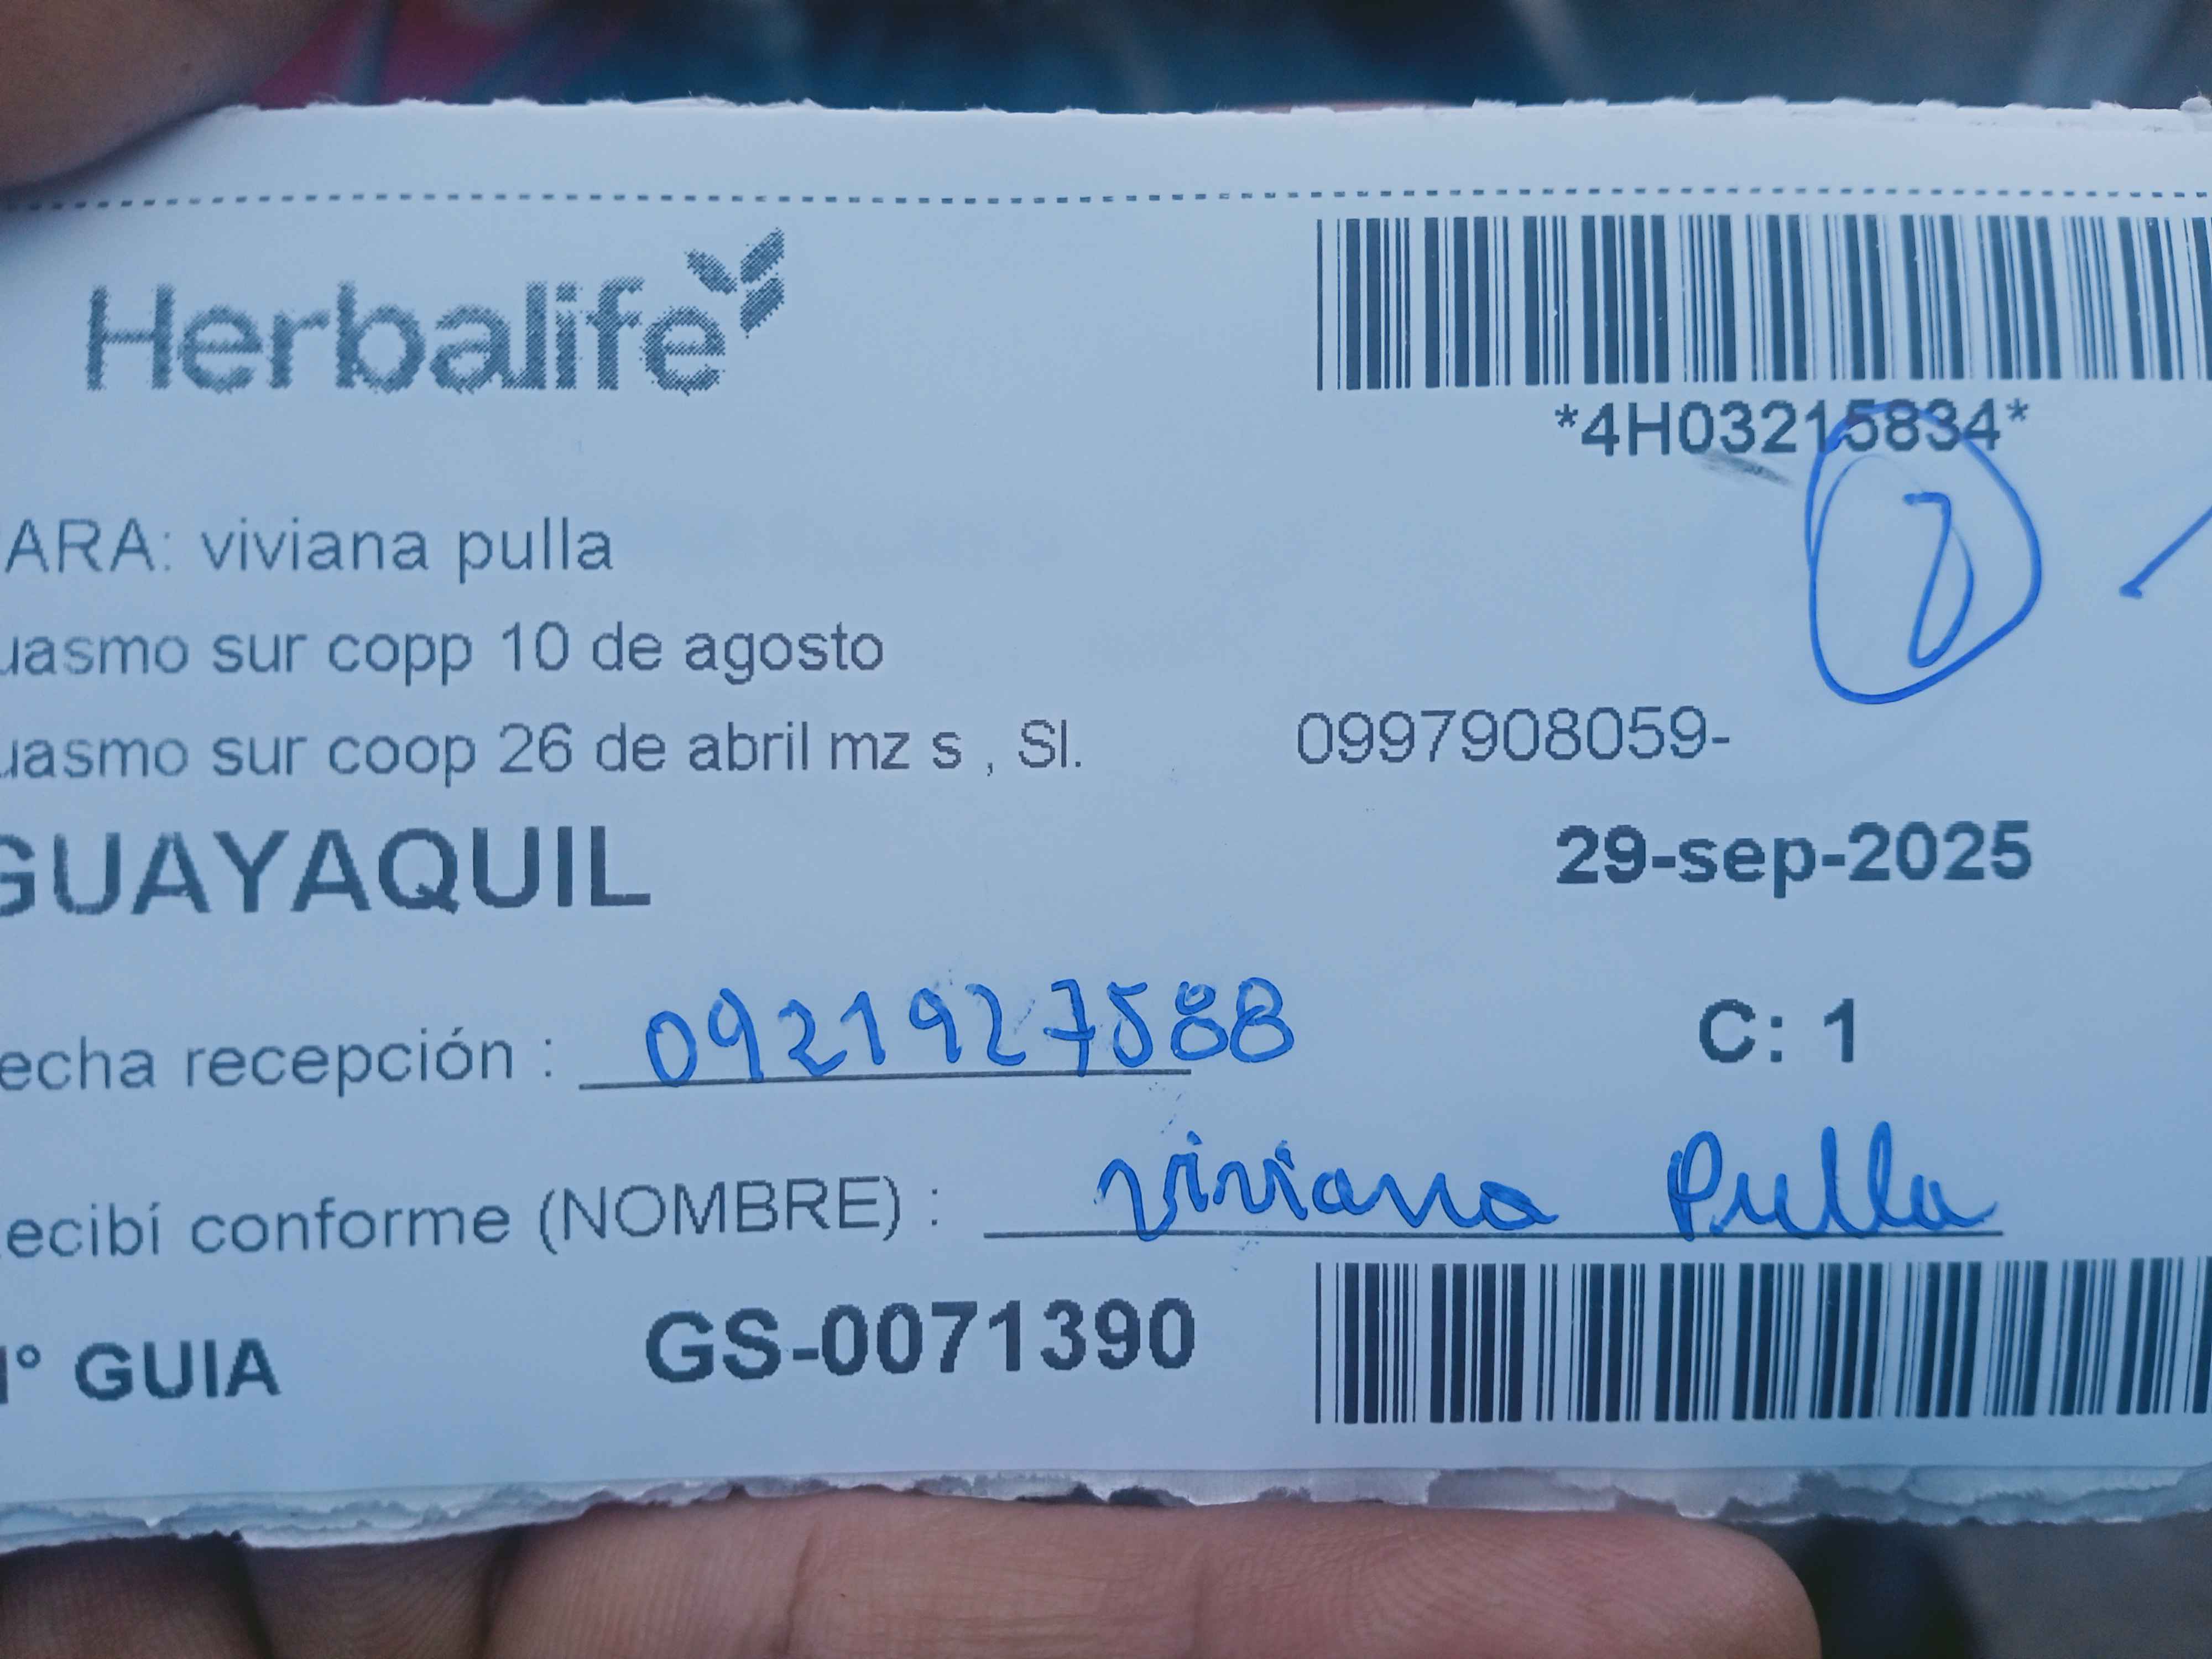 Herbalife
*4H03215834*
ARA: viviana pulla
uasmo sur copp 10 de agosto
uasmo sur coop 26 de abril mz s , Sl. 0997908059-
GUAYAQUIL 29-sep-2025
echa recepción : 0921927588 C: 1
ecibí conforme (NOMBRE) : viviana Pulla
° GUIA GS-0071390